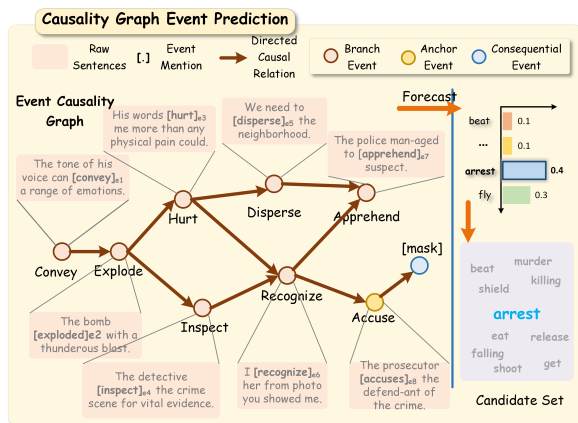 Causality Graph Event Prediction
Raw
Sentences
[.]
Event
Mention
Directed
Causal
Relation
Branch
Event
Anchor
Event
Consequential
Event
Event Causality
Graph
His words [hurt]e3
me more than any
physical pain could.
We need to
[disperse]e5 the
neighborhood.
The police man-aged
to [apprehend]e7
suspect.
The tone of his
voice can [convey]e1
a range of emotions.
Hurt
Disperse
Apprehend
Convey
Explode
Inspect
Recognize
Accuse
[mask]
The bomb
[exploded]e2 with a
thunderous blast.
The detective
[inspect]e4 the crime
scene for vital evidence.
I [recognize]e6
her from photo
you showed me.
The prosecutor
[accuses]e8 the
defend-ant of
the crime.
Forecast
beat 0.1
... 0.1
arrest 0.4
fly 0.3
beat murder
shield killing
arrest
eat release
falling
shoot get
Candidate Set